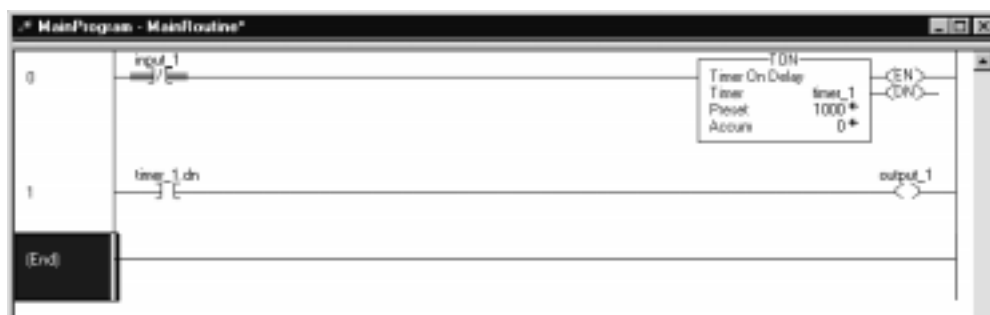 MainProgram - MainRoutine*
0
input_1
TON
Timer On Delay
Timer timer_1
Preset 1000
Accum 0
EN
DN
1
timer_1.dn
output_1
(End)